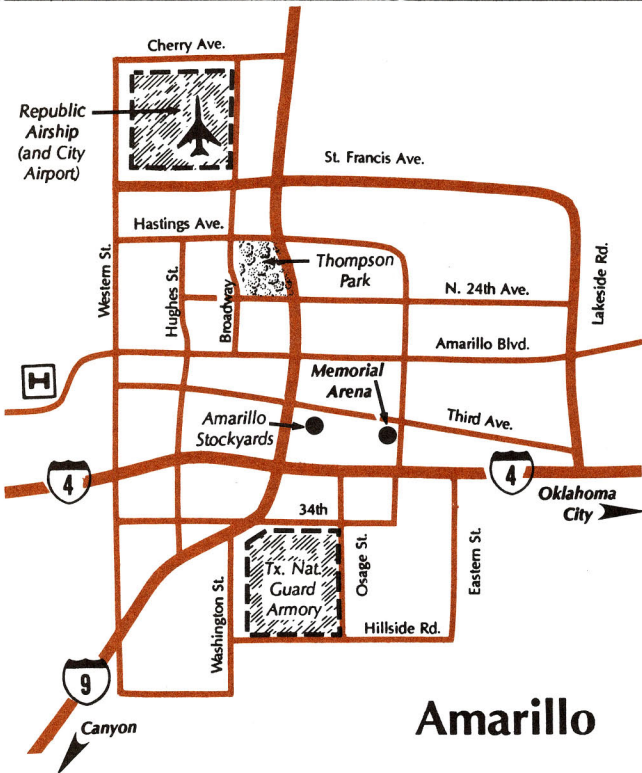 Cherry Ave.
Republic
Airship
(and City
Airport)
St. Francis Ave.
Hastings Ave.
Western St.
Hughes St.
Broadway
Thompson
Park
Lakeside Rd.
N. 24th Ave.
Amarillo Blvd.
H
Memorial
Arena
Amarillo
Stockyards
Third Ave.
4
4
Oklahoma
City
34th
Tx. Nat.
Guard
Armory
Osage St.
Eastern St.
Washington St.
Hillside Rd.
9
Canyon
Amarillo